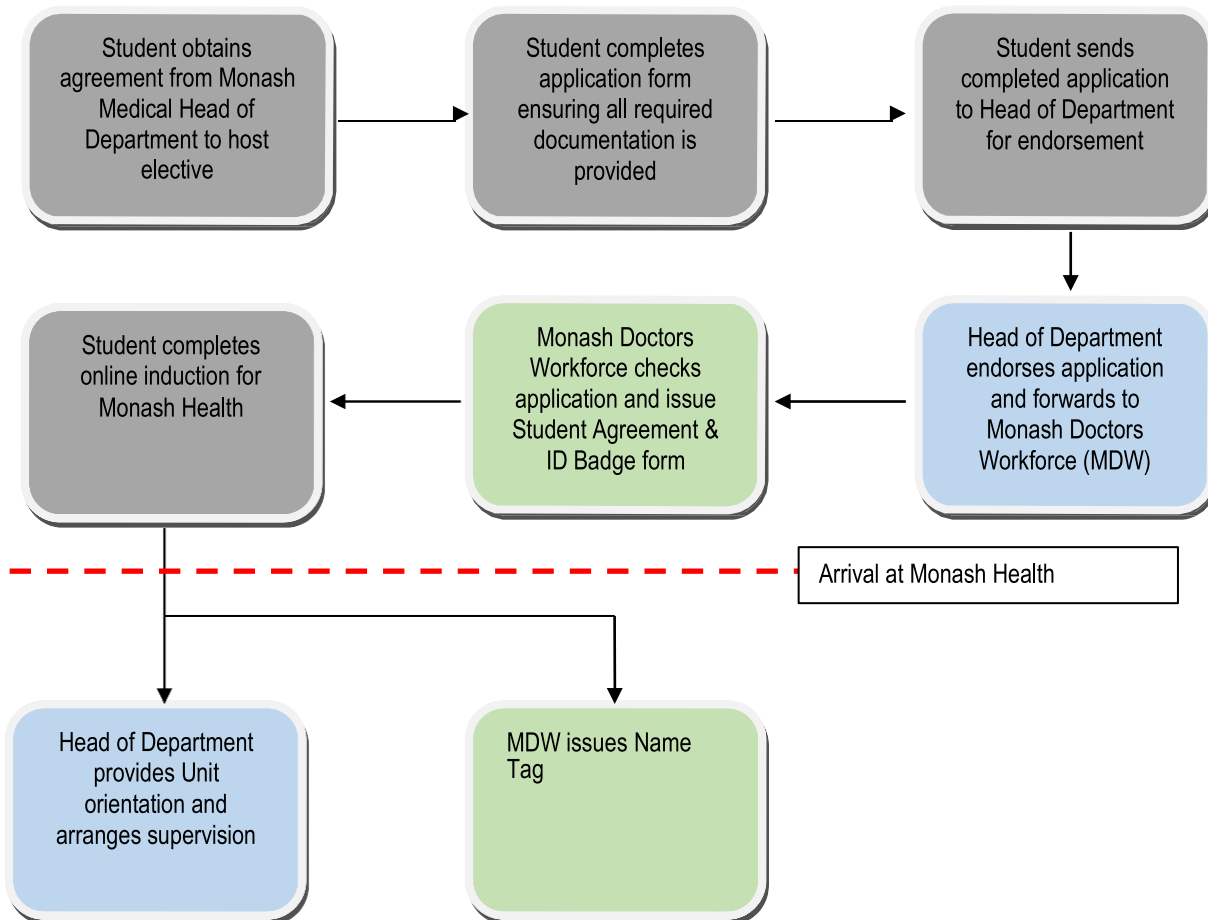 Student obtains
agreement from Monash
Medical Head of
Department to host
elective
Student completes
application form
ensuring all required
documentation is
provided
Student sends
completed application
to Head of Department
for endorsement
Student completes
online induction for
Monash Health
Monash Doctors
Workforce checks
application and issue
Student Agreement &
ID Badge form
Head of Department
endorses application
and forwards to
Monash Doctors
Workforce (MDW)
Arrival at Monash Health
Head of Department
provides Unit
orientation and
arranges supervision
MDW issues Name
Tag